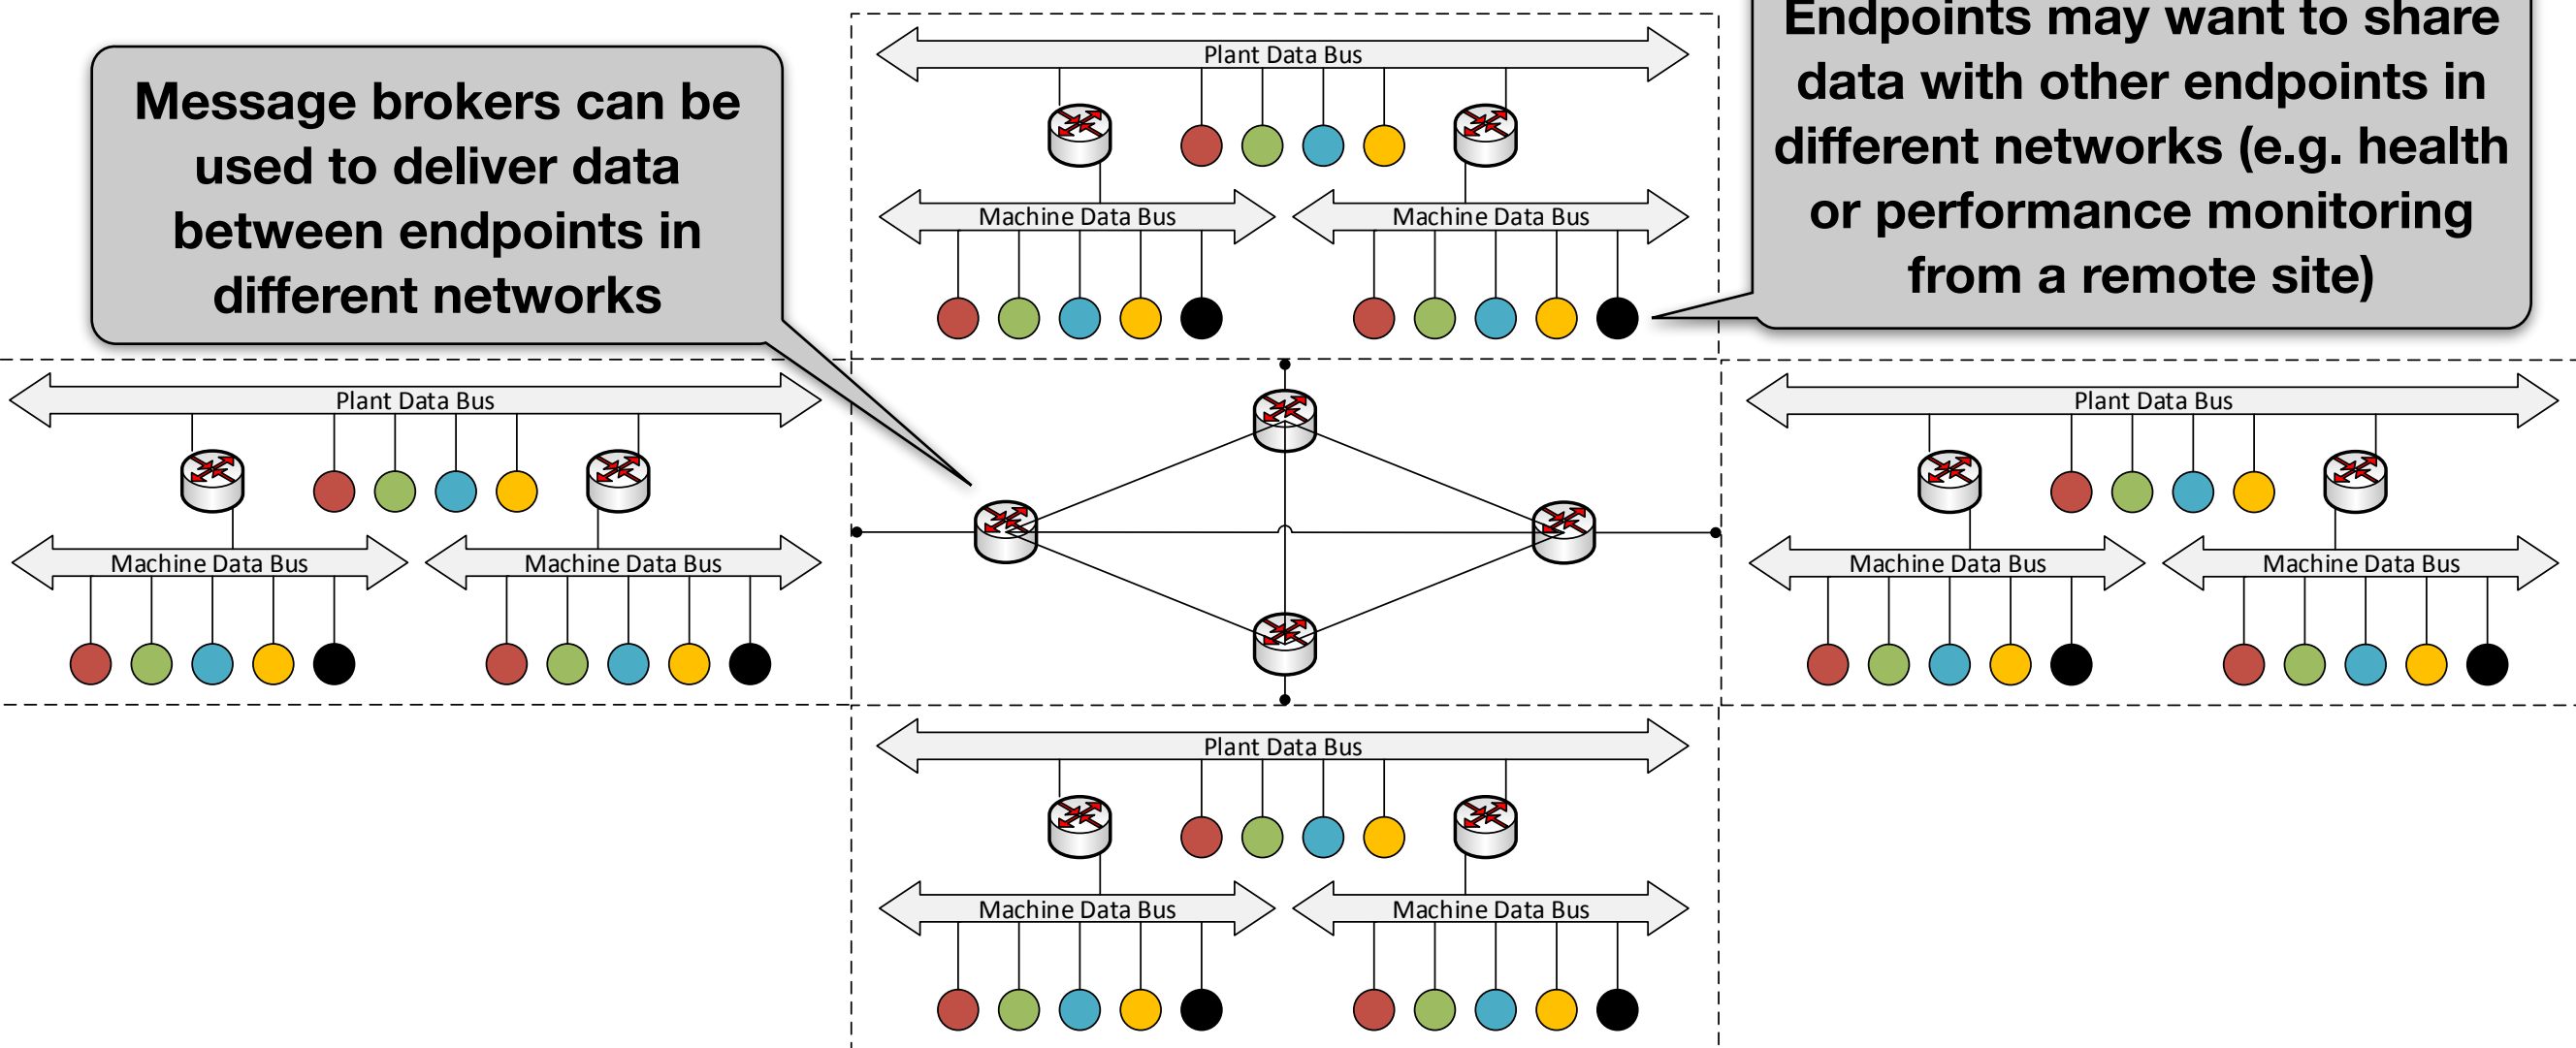 Message brokers can be
used to deliver data
between endpoints in
different networks
Endpoints may want to share
data with other endpoints in
different networks (e.g. health
or performance monitoring
from a remote site)
Plant Data Bus
Machine Data Bus
Machine Data Bus
Plant Data Bus
Machine Data Bus
Machine Data Bus
Plant Data Bus
Machine Data Bus
Machine Data Bus
Plant Data Bus
Machine Data Bus
Machine Data Bus